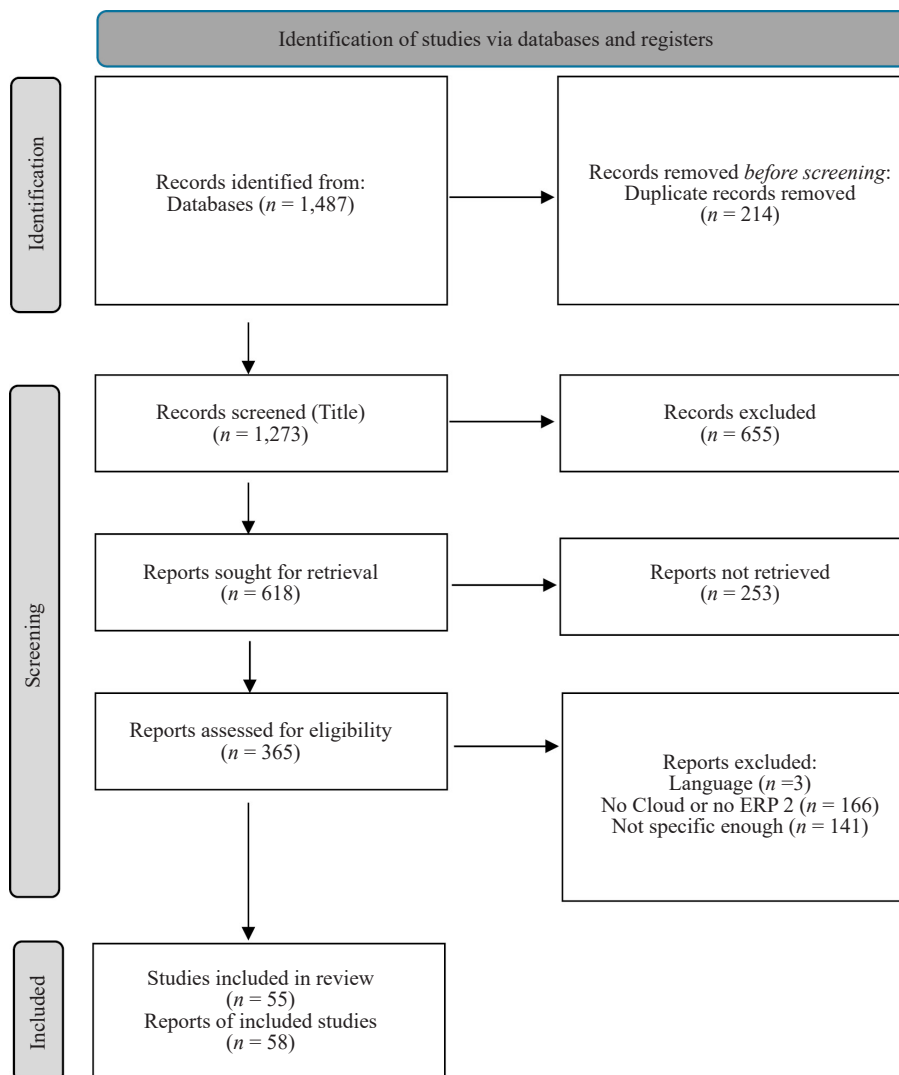 Identification of studies via databases and registers
Identification
Records identified from:
Databases (n = 1,487)
Records removed before screening:
Duplicate records removed
(n = 214)
Screening
Records screened (Title)
(n = 1,273)
Records excluded
(n = 655)
Reports sought for retrieval
(n = 618)
Reports not retrieved
(n = 253)
Reports assessed for eligibility
(n = 365)
Reports excluded:
Language (n =3)
No Cloud or no ERP 2 (n = 166)
Not specific enough (n = 141)
Included
Studies included in review
(n = 55)
Reports of included studies
(n = 58)